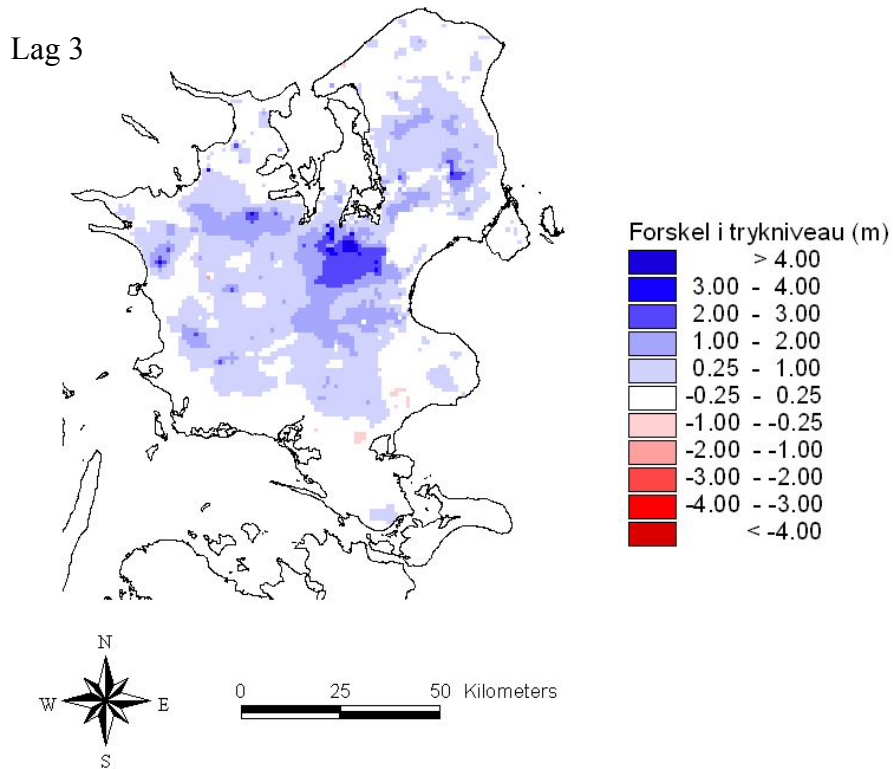 Lag 3
Forskel i trykniveau (m)
> 4.00
3.00 - 4.00
2.00 - 3.00
1.00 - 2.00
0.25 - 1.00
-0.25 - 0.25
-1.00 - -0.25
-2.00 - -1.00
-3.00 - -2.00
-4.00 - -3.00
< -4.00
N
W E
S
0 25 50 Kilometers